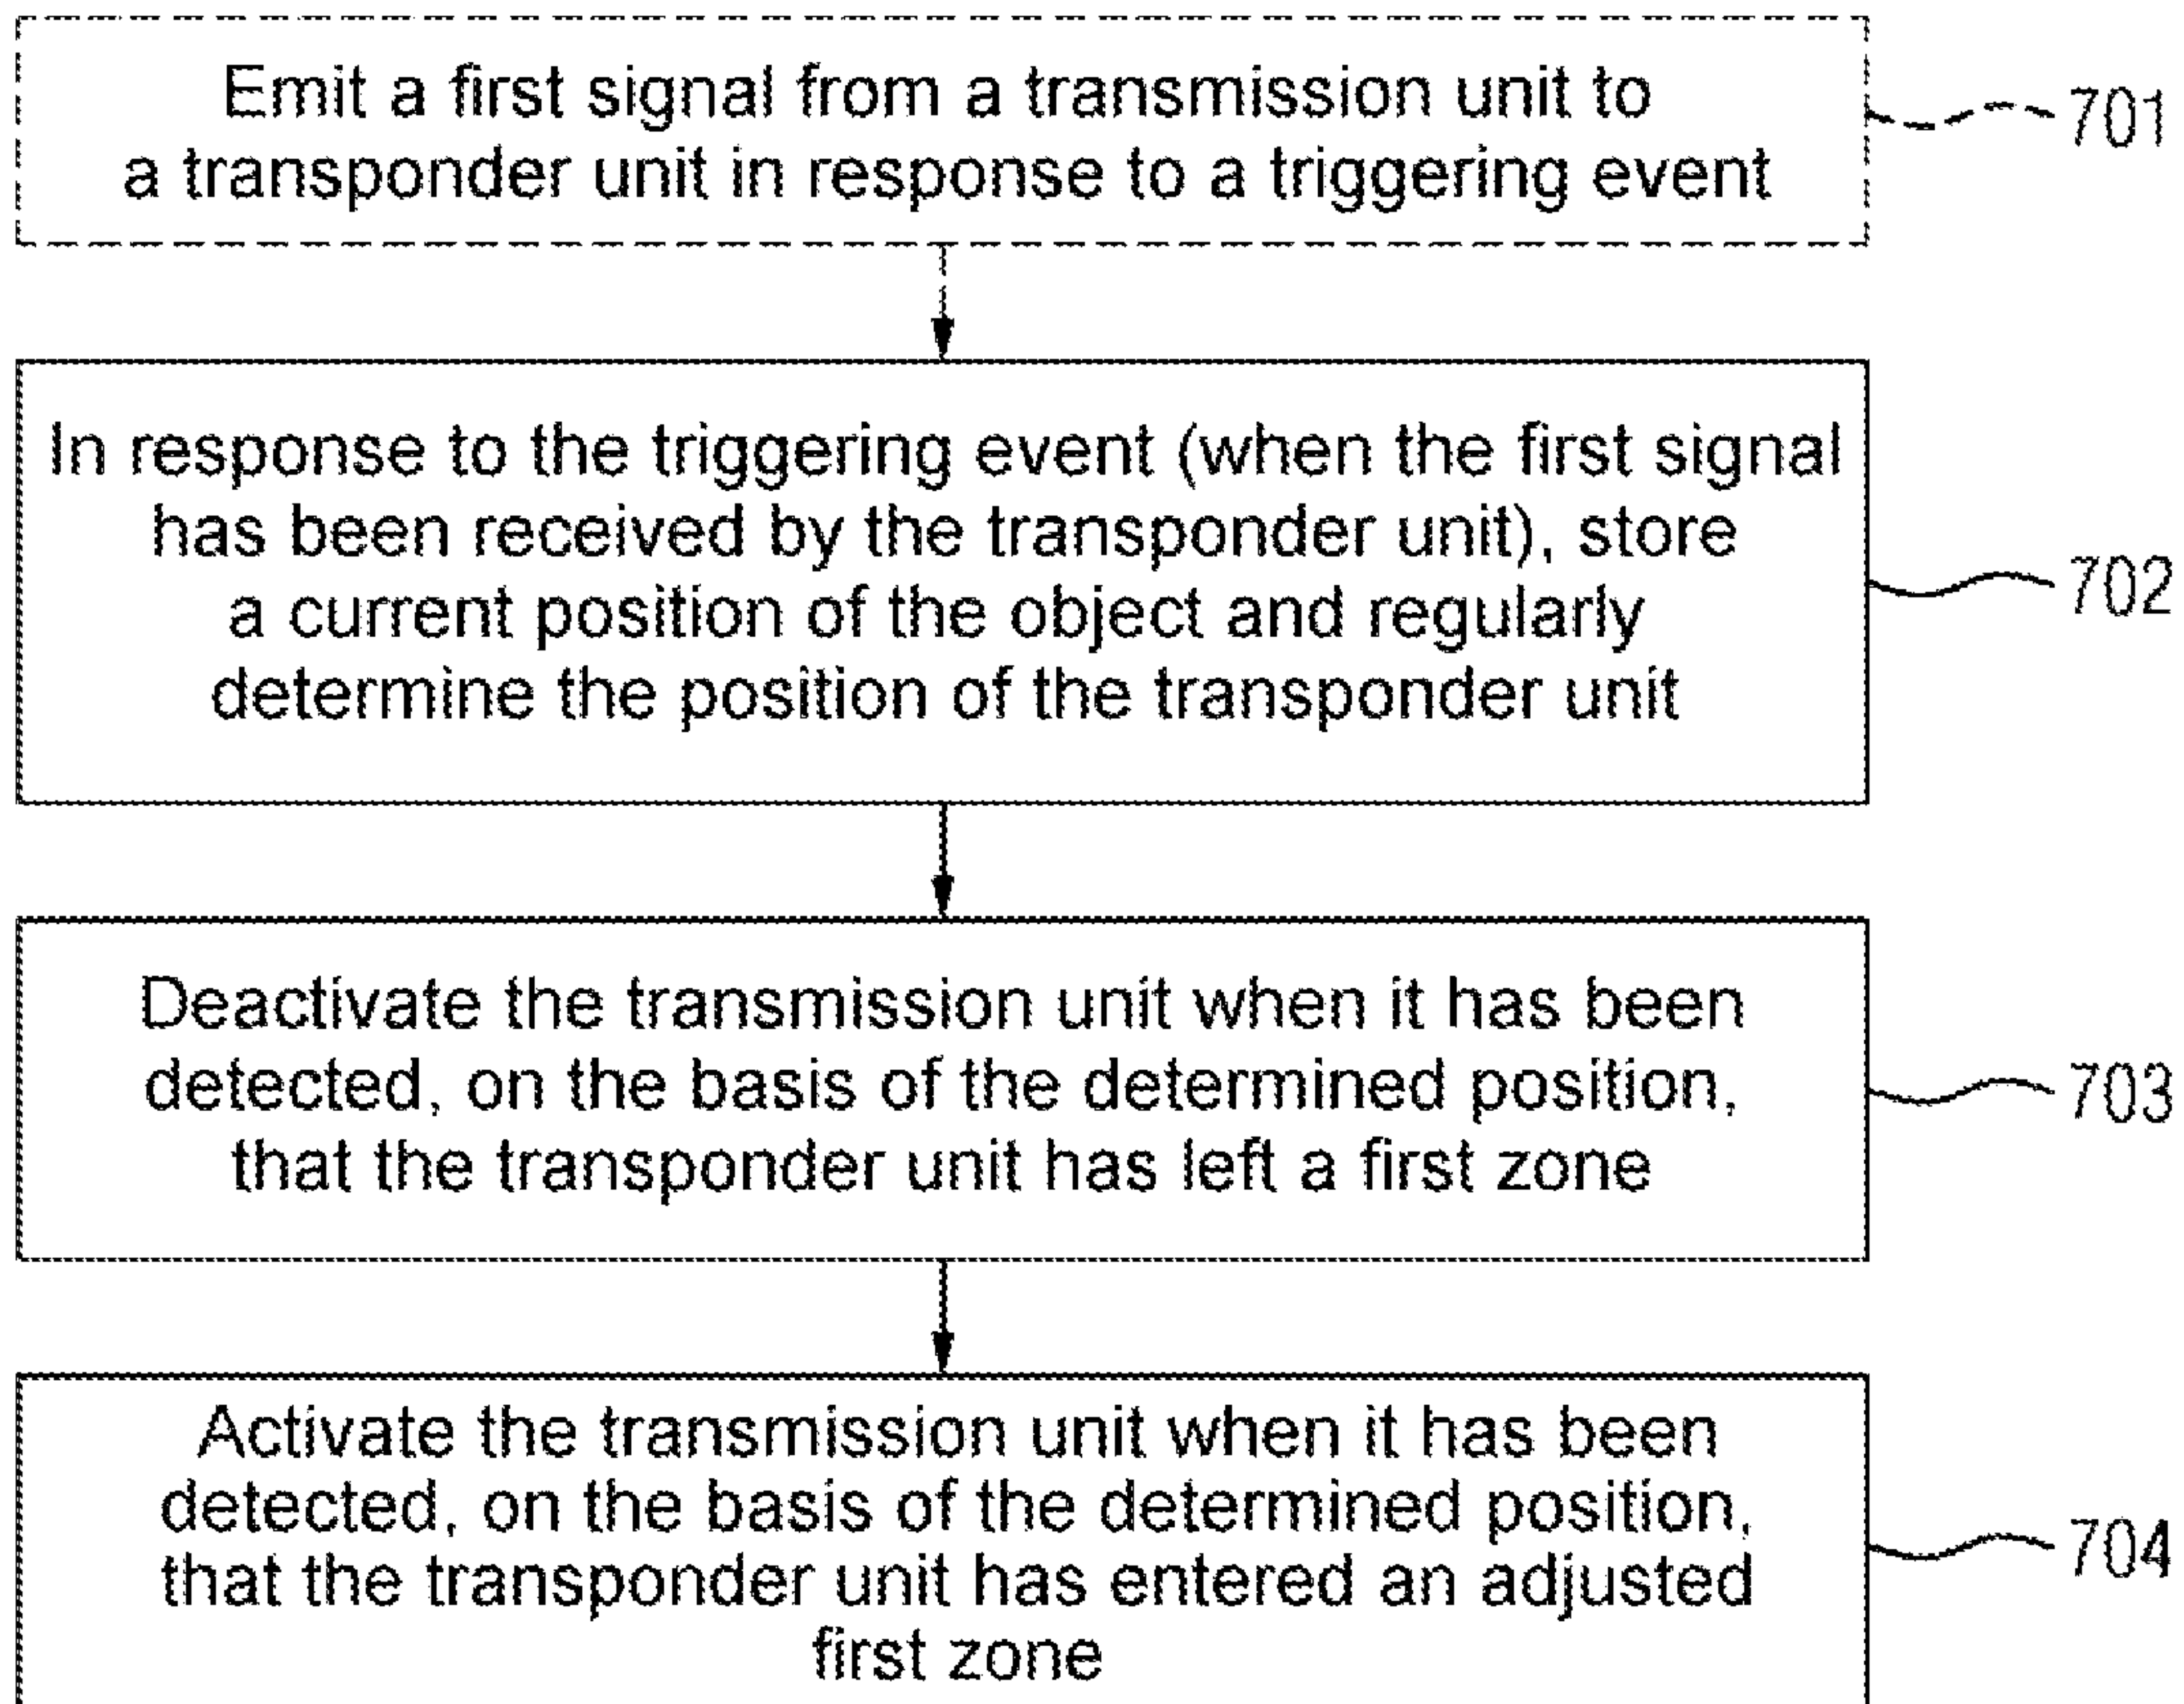 Emit a first signal from a transmission unit to
a transponder unit in response to a triggering event
701
In response to the triggering event (when the first signal
has been received by the transponder unit), store
a current position of the object and regularly
determine the position of the transponder unit
702
Deactivate the transmission unit when it has been
detected, on the basis of the determined position,
that the transponder unit has left a first zone
703
Activate the transmission unit when it has been
detected, on the basis of the determined position,
that the transponder unit has entered an adjusted
first zone
704